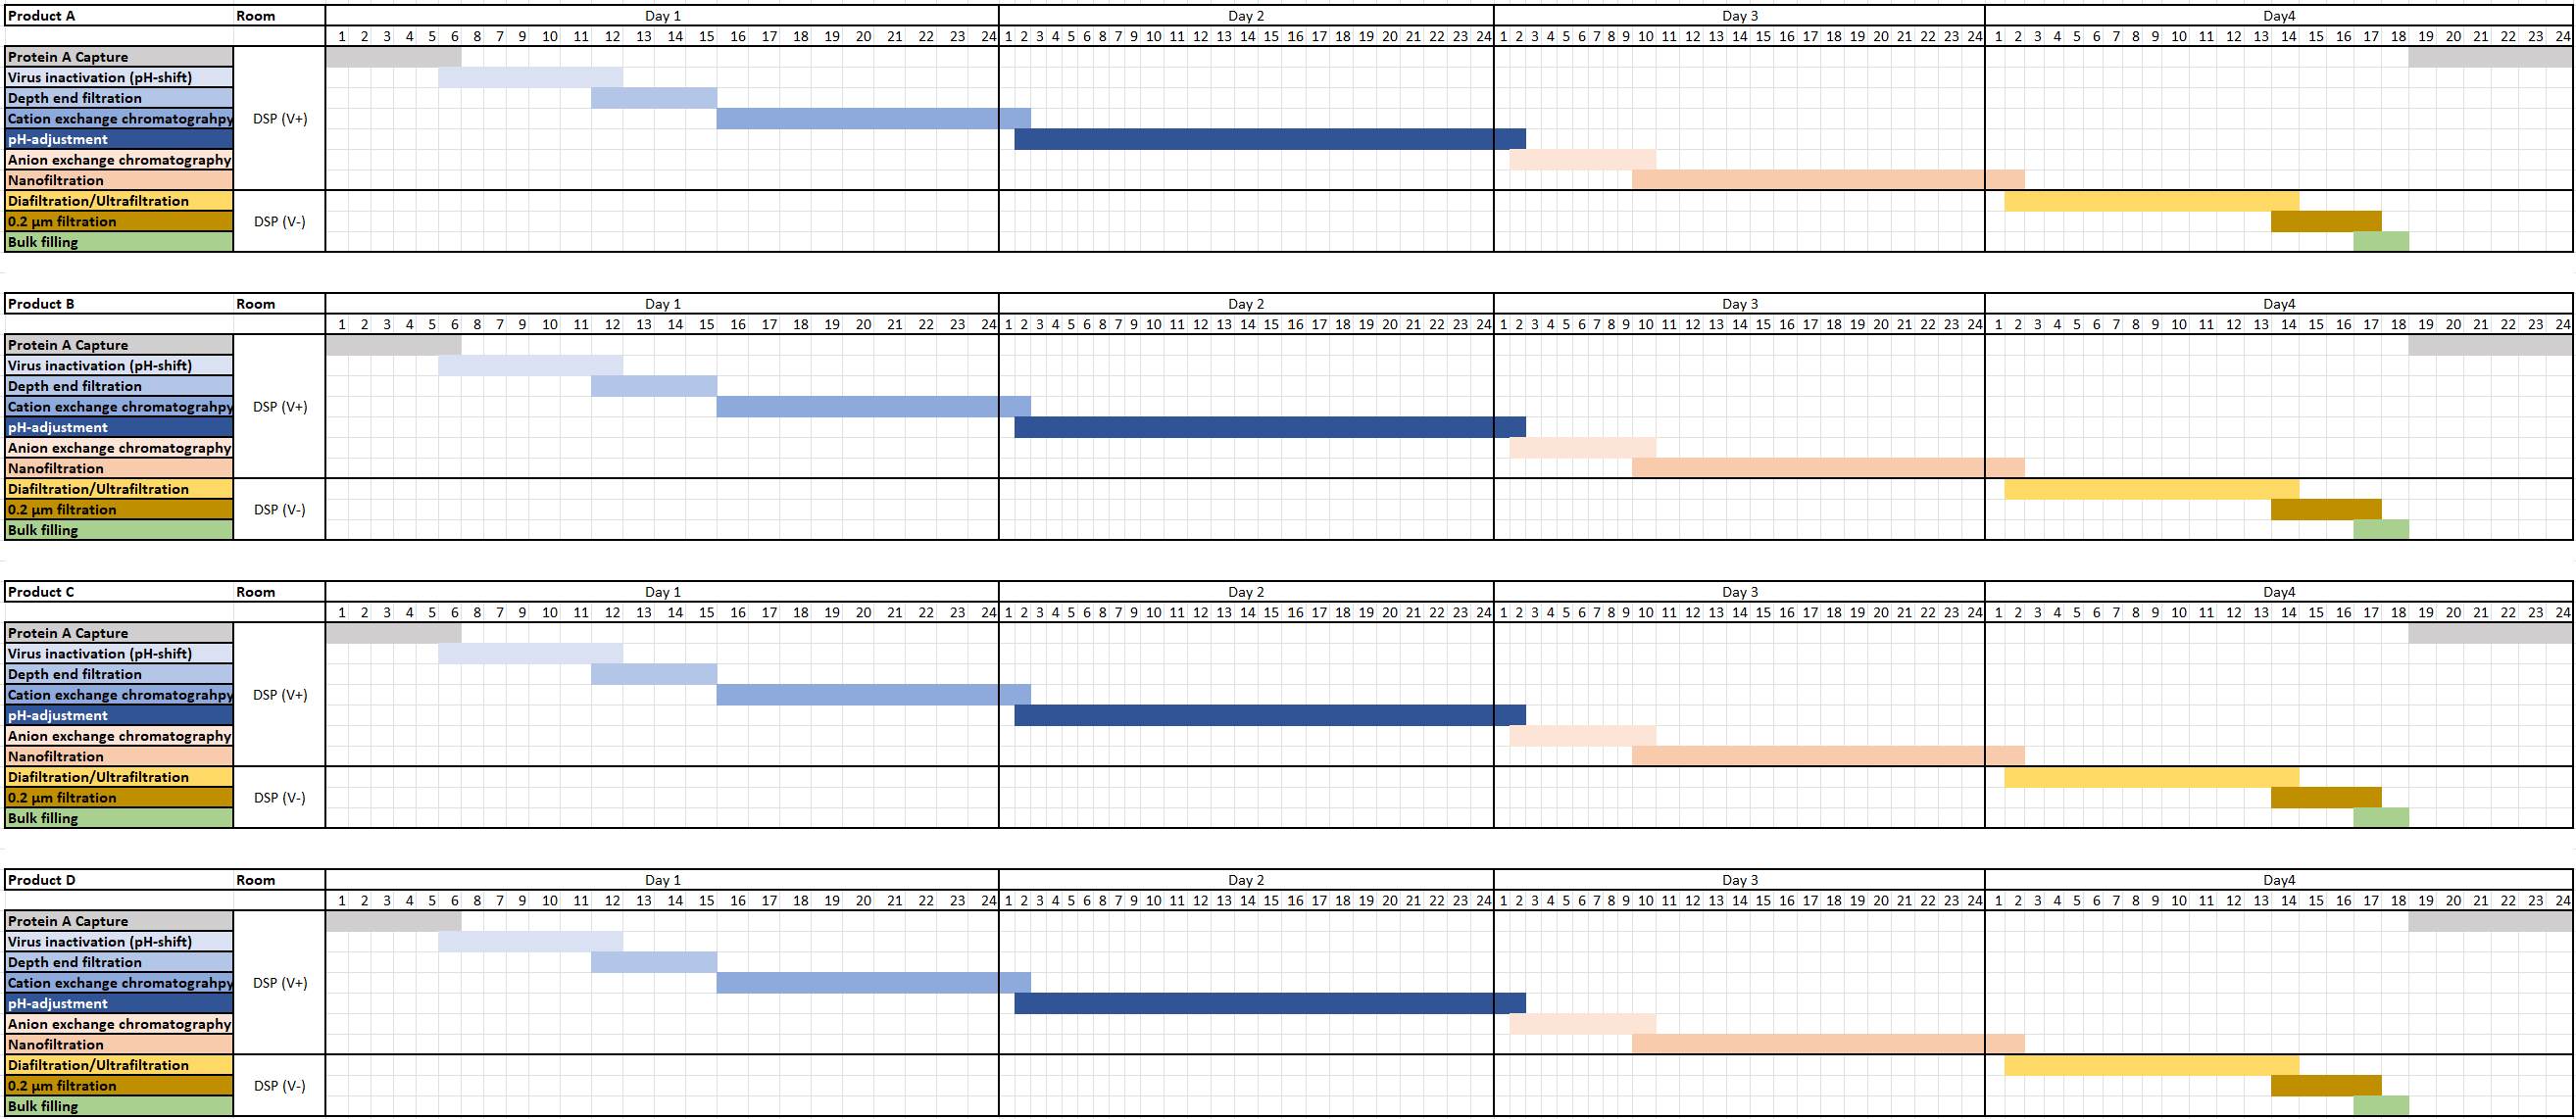 Product A Room Day 1 Day 2 Day 3 Day4
1 2 3 4 5 6 7 8 9 10 11 12 13 14 15 16 17 18 19 20 21 22 23 24 1 2 3 4 5 6 7 8 9 10 11 12 13 14 15 16 17 18 19 20 21 22 23 24 1 2 3 4 5 6 7 8 9 10 11 12 13 14 15 16 17 18 19 20 21 22 23 24 1 2 3 4 5 6 7 8 9 10 11 12 13 14 15 16 17 18 19 20 21 22 23 24
Protein A Capture
Virus inactivation (pH-shift)
Depth end filtration
Cation exchange chromatograhpy DSP (V+)
pH-adjustment
Anion exchange chromatography
Nanofiltration
Diafiltration/Ultrafiltration
0.2 µm filtration DSP (V-)
Bulk filling
Product B Room Day 1 Day 2 Day 3 Day4
1 2 3 4 5 6 7 8 9 10 11 12 13 14 15 16 17 18 19 20 21 22 23 24 1 2 3 4 5 6 7 8 9 10 11 12 13 14 15 16 17 18 19 20 21 22 23 24 1 2 3 4 5 6 7 8 9 10 11 12 13 14 15 16 17 18 19 20 21 22 23 24 1 2 3 4 5 6 7 8 9 10 11 12 13 14 15 16 17 18 19 20 21 22 23 24
Protein A Capture
Virus inactivation (pH-shift)
Depth end filtration
Cation exchange chromatograhpy DSP (V+)
pH-adjustment
Anion exchange chromatography
Nanofiltration
Diafiltration/Ultrafiltration
0.2 µm filtration DSP (V-)
Bulk filling
Product C Room Day 1 Day 2 Day 3 Day4
1 2 3 4 5 6 7 8 9 10 11 12 13 14 15 16 17 18 19 20 21 22 23 24 1 2 3 4 5 6 7 8 9 10 11 12 13 14 15 16 17 18 19 20 21 22 23 24 1 2 3 4 5 6 7 8 9 10 11 12 13 14 15 16 17 18 19 20 21 22 23 24 1 2 3 4 5 6 7 8 9 10 11 12 13 14 15 16 17 18 19 20 21 22 23 24
Protein A Capture
Virus inactivation (pH-shift)
Depth end filtration
Cation exchange chromatograhpy DSP (V+)
pH-adjustment
Anion exchange chromatography
Nanofiltration
Diafiltration/Ultrafiltration
0.2 µm filtration DSP (V-)
Bulk filling
Product D Room Day 1 Day 2 Day 3 Day4
1 2 3 4 5 6 7 8 9 10 11 12 13 14 15 16 17 18 19 20 21 22 23 24 1 2 3 4 5 6 7 8 9 10 11 12 13 14 15 16 17 18 19 20 21 22 23 24 1 2 3 4 5 6 7 8 9 10 11 12 13 14 15 16 17 18 19 20 21 22 23 24 1 2 3 4 5 6 7 8 9 10 11 12 13 14 15 16 17 18 19 20 21 22 23 24
Protein A Capture
Virus inactivation (pH-shift)
Depth end filtration
Cation exchange chromatograhpy DSP (V+)
pH-adjustment
Anion exchange chromatography
Nanofiltration
Diafiltration/Ultrafiltration
0.2 µm filtration DSP (V-)
Bulk filling